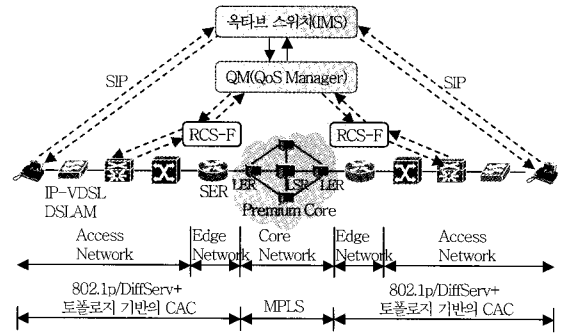 옥타브 스위치(IMS)
SIP
QM(QoS Manager)
SIP
RCS-F
RCS-F
IP-VDSL
DSLAM
SER
LER
LSR
LER
Premium Core
Access
Network
Edge
Network
Core
Network
Edge
Network
Access
Network
802.1p/DiffServ+
토폴로지 기반의 CAC
MPLS
802.1p/DiffServ+
토폴로지 기반의 CAC